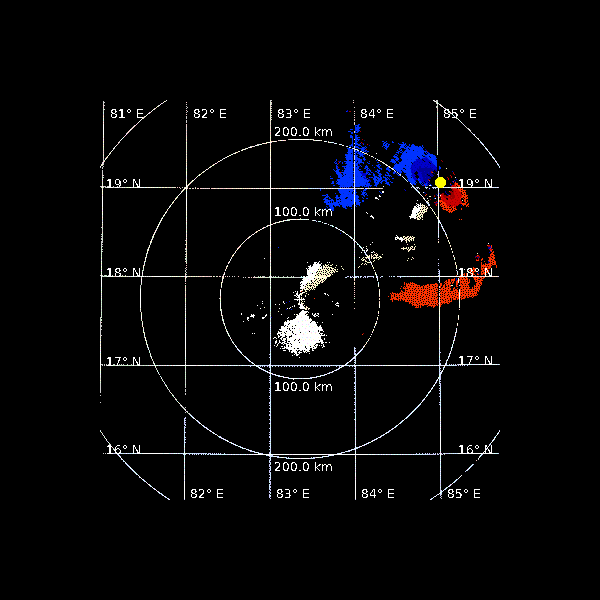 81° E 82° E 83° E 84° E 85° E
200.0 km
19° N 19° N
100.0 km
18° N 18° N
17° N 17° N
100.0 km
16° N 16° N
200.0 km
82° E 83° E 84° E 85° E